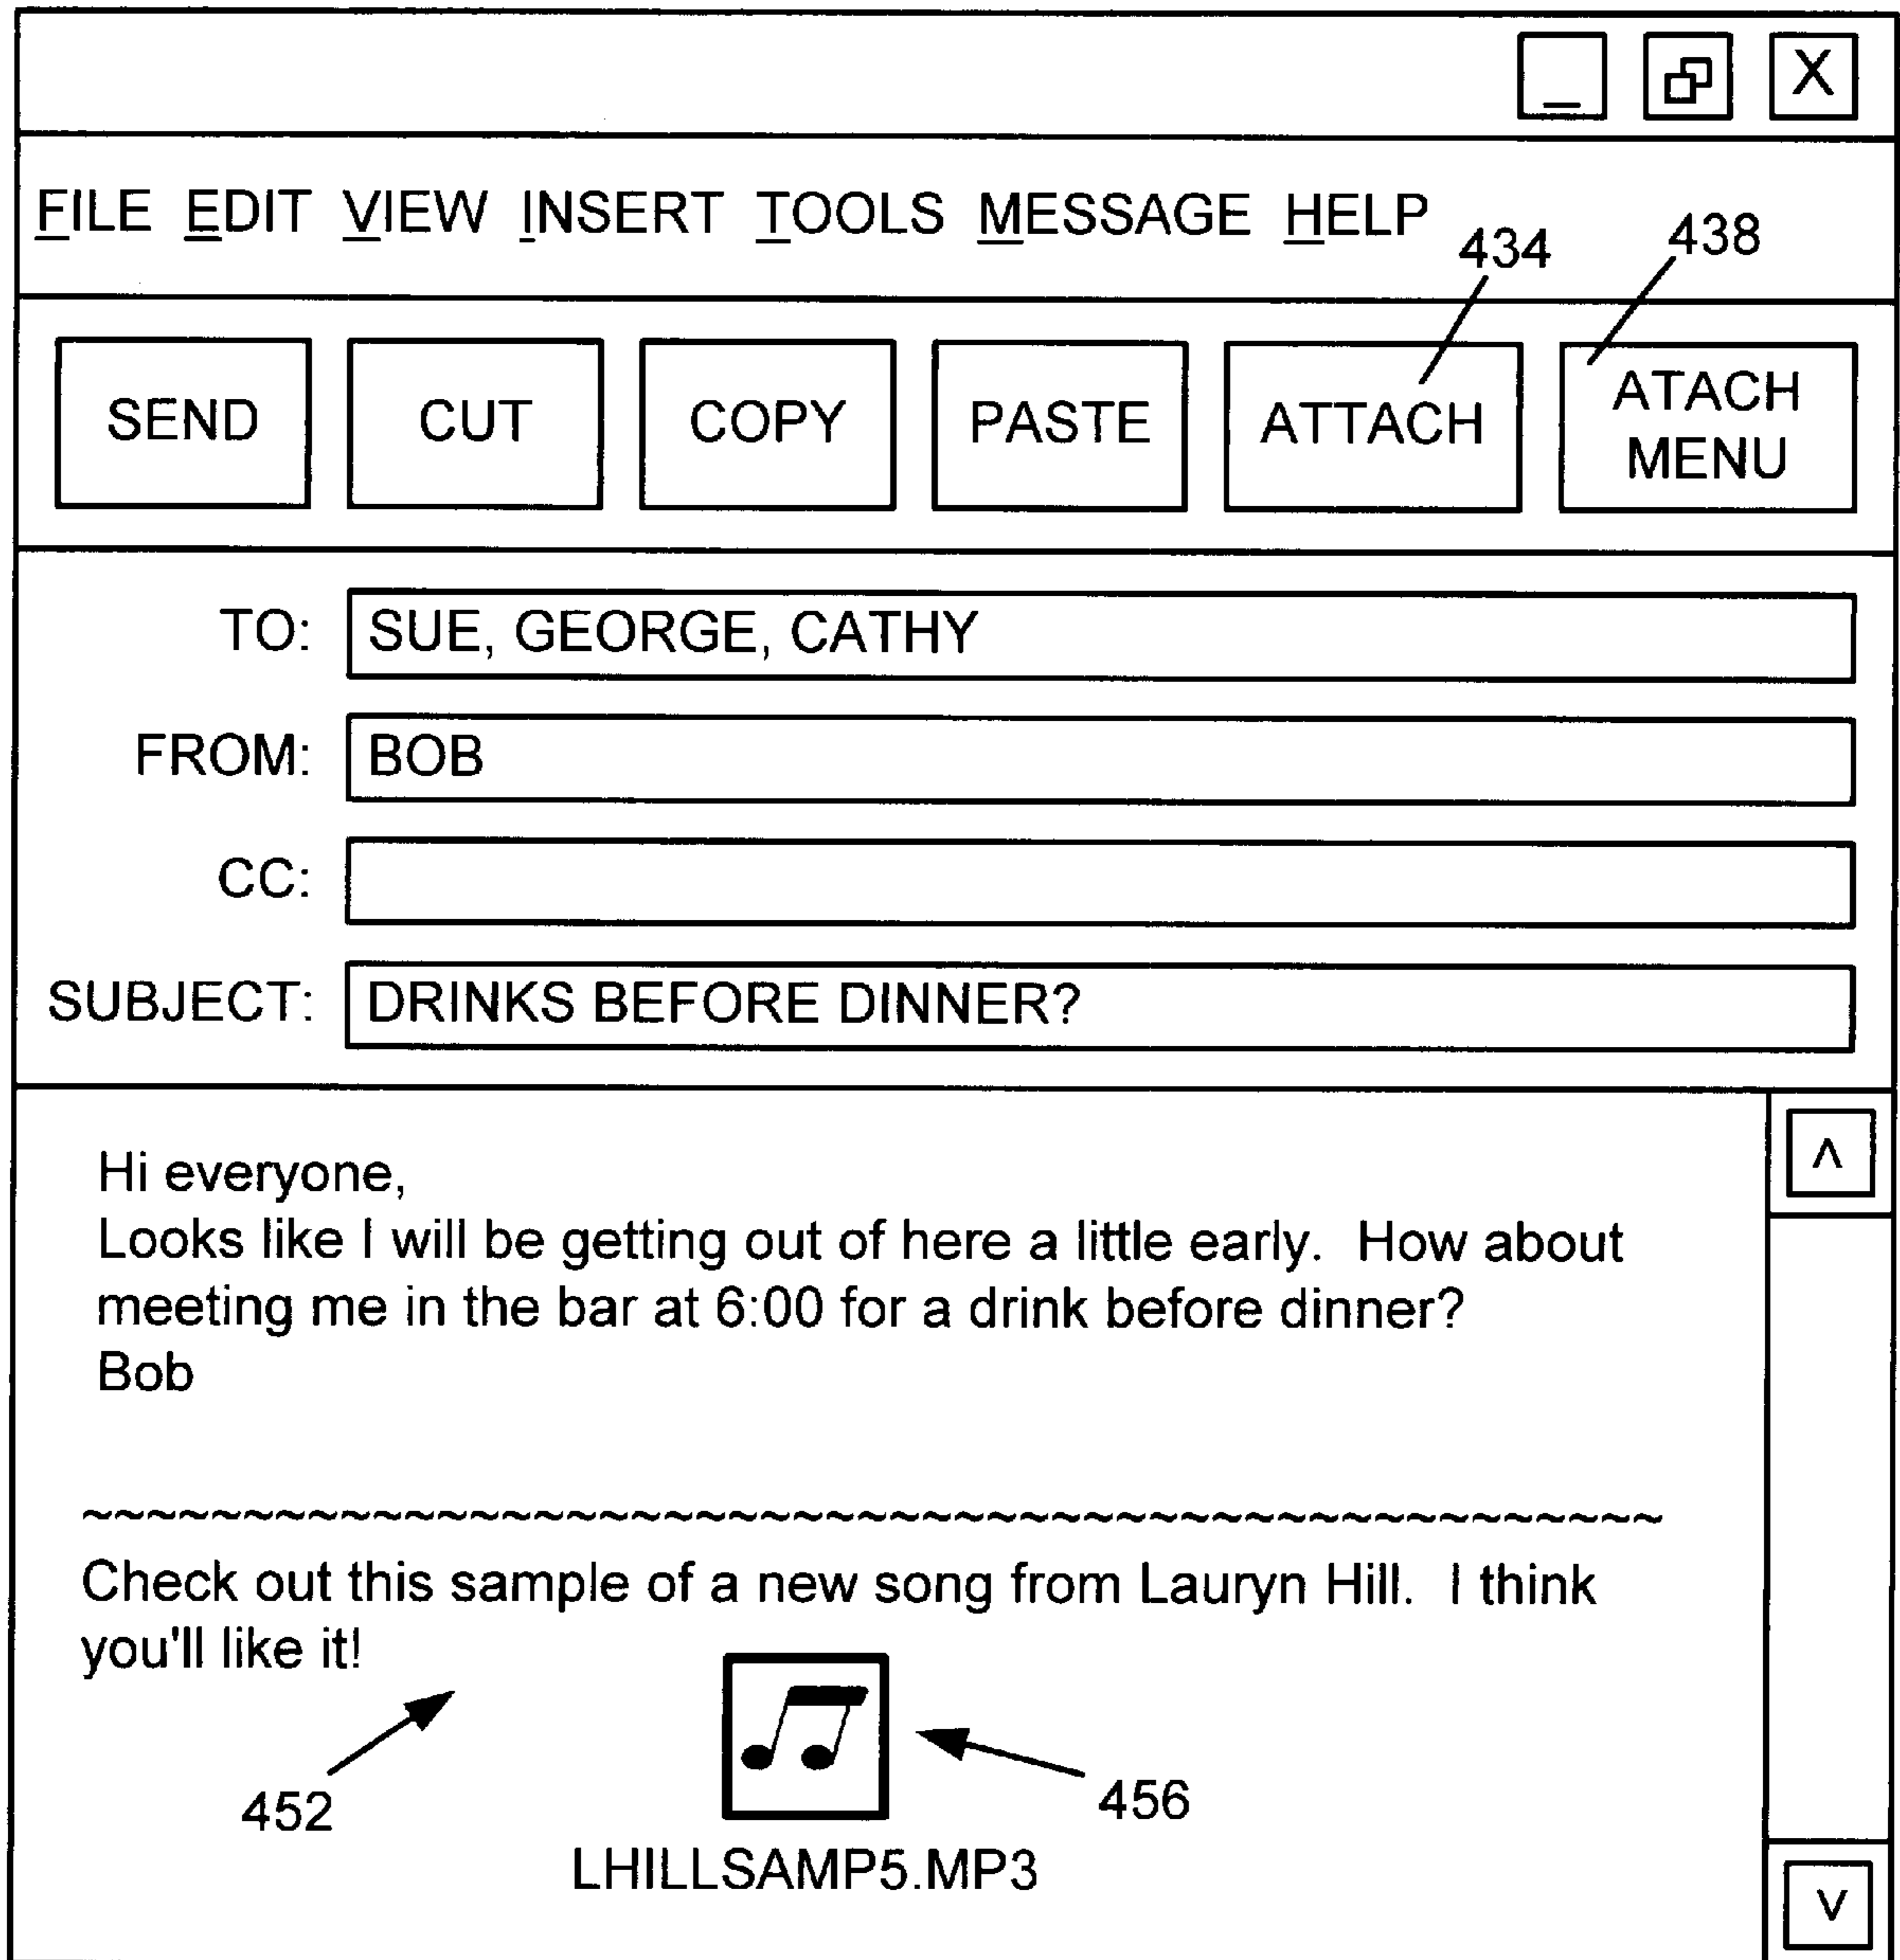 _ X
FILE EDIT VIEW INSERT TOOLS MESSAGE HELP
434 438
SEND CUT COPY PASTE ATTACH ATACH
MENU
TO: SUE, GEORGE, CATHY
FROM: BOB
CC:
SUBJECT: DRINKS BEFORE DINNER?
Hi everyone,
Looks like I will be getting out of here a little early. How about
meeting me in the bar at 6:00 for a drink before dinner?
Bob
~~~~~~~~~~~~~~~~~~~~~~~~~~~~~~~~~~~~~~~~~~~~~~~~~
Check out this sample of a new song from Lauryn Hill. I think
you'll like it!
452 456
LHILLSAMP5.MP3